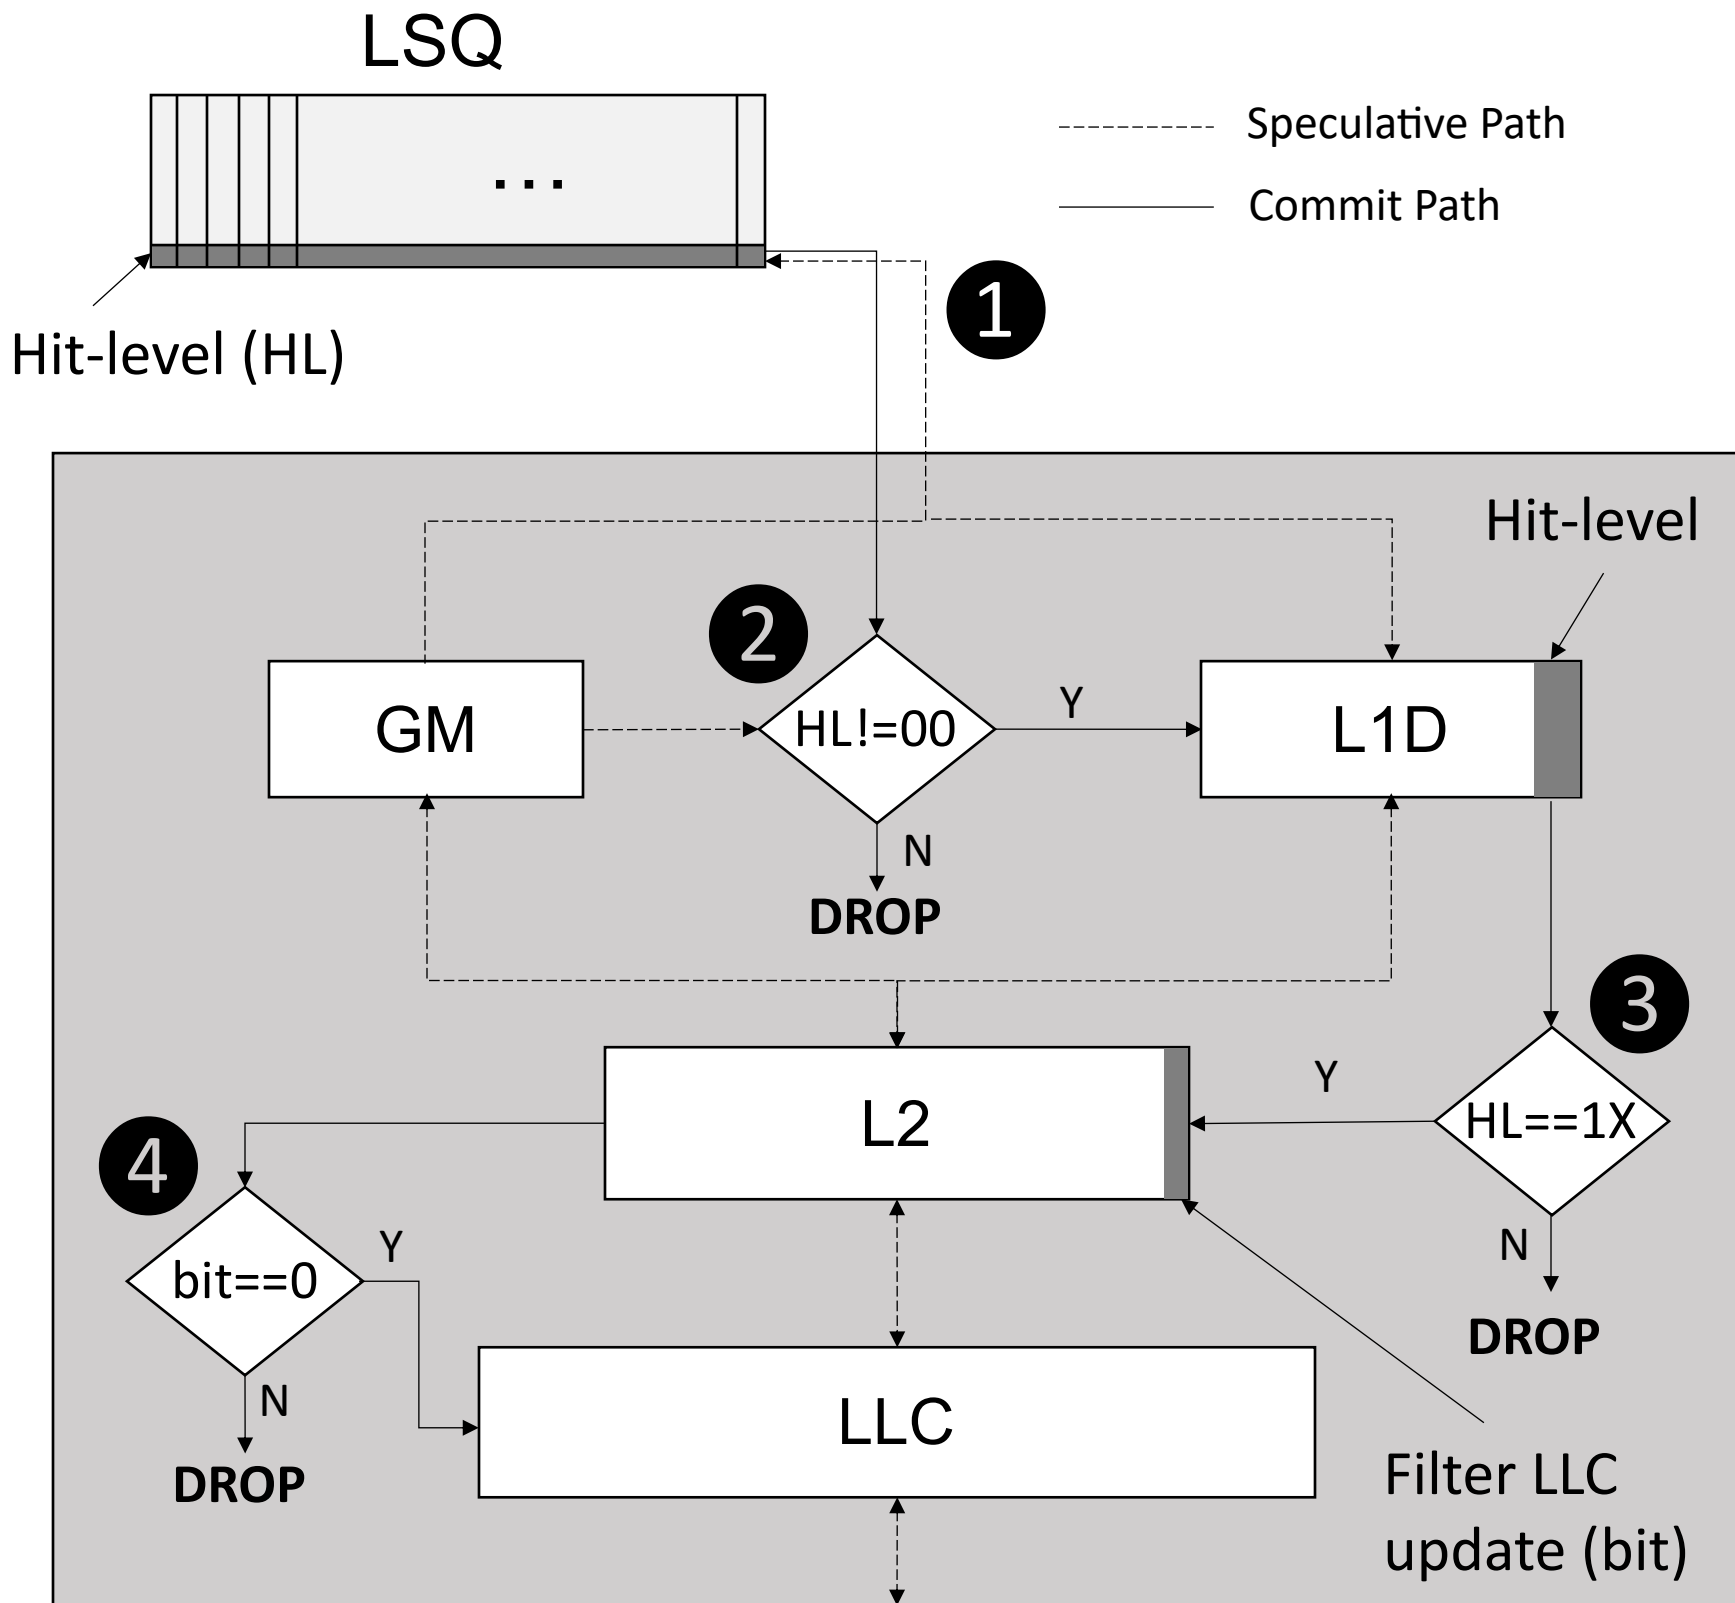 LSQ
Speculative Path
...
Commit Path
1
Hit-level (HL)
Hit-level
2
GM
HL!=00
Y
L1D
N
DROP
3
L2
Y
HL==1X
4
Y
N
bit==0
DROP
LLC
N
DROP
Filter LLC
update (bit)